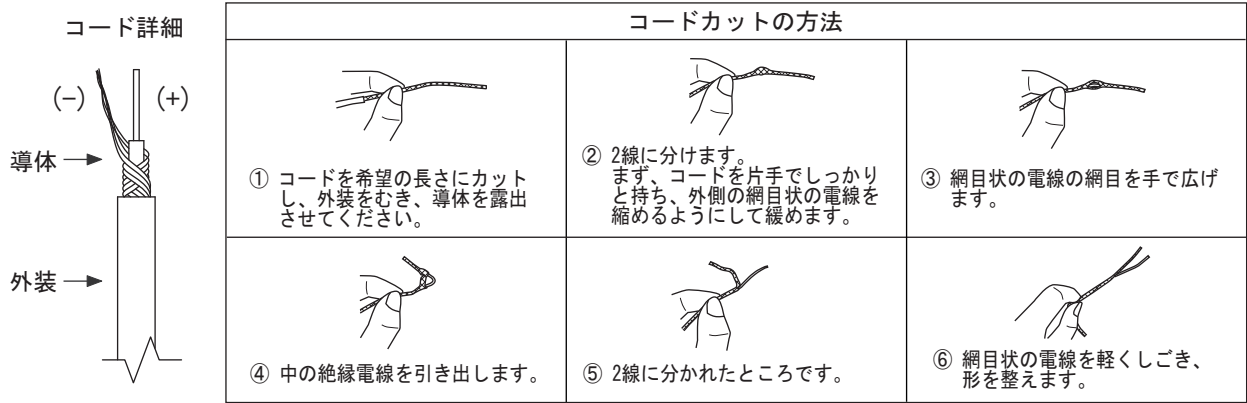 コード詳細
(−)
(+)
導体
外装
コードカットの方法
① コードを希望の長さにカット
し、外装をむき、導体を露出
させてください。
② 2線に分けます。
まず、コードを片手でしっかり
と持ち、外側の網目状の電線を
縮めるようにして緩めます。
③ 網目状の電線の網目を手で広げ
ます。
④ 中の絶縁電線を引き出します。
⑤ 2線に分かれたところです。
⑥ 網目状の電線を軽くしごき、
形を整えます。